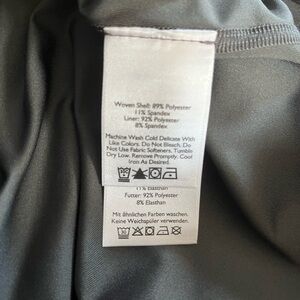 Woven Shell: 89% Polyester
11% Spandex
Liner: 92% Polyester
8% Spandex
Machine Wash Cold Delicate With
Like Colors. Do Not Bleach. Do
Not Use Fabric Softeners. Tumble
Dry Low. Remove Promptly. Cool
Iron As Desired.
11% Elasthan
Futter: 92% Polyester
8% Elasthan
Mit ähnlichen Farben waschen.
Keine Weichspüler verwenden.